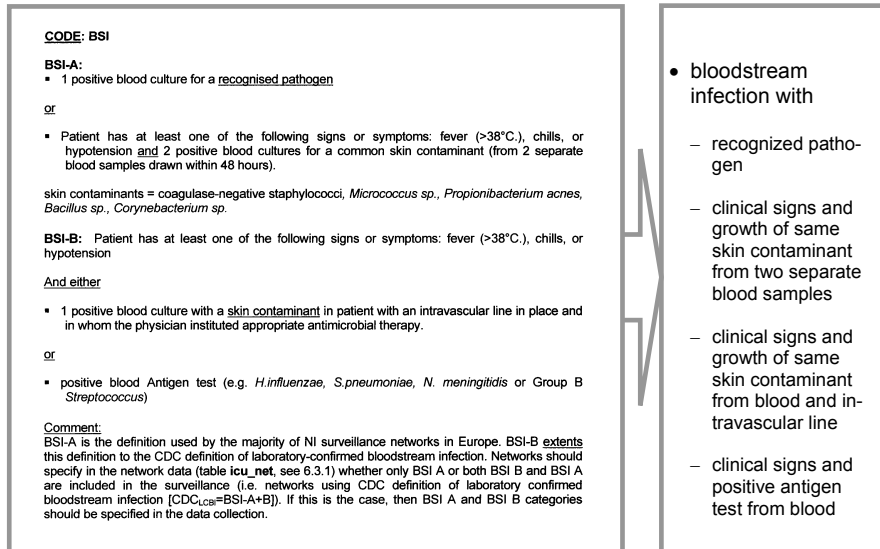 CODE: BSI
BSI-A:
▪ 1 positive blood culture for a recognised pathogen
or
▪ Patient has at least one of the following signs or symptoms: fever (>38°C.), chills, or
hypotension and 2 positive blood cultures for a common skin contaminant (from 2 separate
blood samples drawn within 48 hours).
skin contaminants = coagulase-negative staphylococci, Micrococcus sp., Propionibacterium acnes,
Bacillus sp., Corynebacterium sp.
BSI-B: Patient has at least one of the following signs or symptoms: fever (>38°C.), chills, or
hypotension
And either
▪ 1 positive blood culture with a skin contaminant in patient with an intravascular line in place and
in whom the physician instituted appropriate antimicrobial therapy.
or
▪ positive blood Antigen test (e.g. H.influenzae, S.pneumoniae, N. meningitidis or Group B
Streptococcus)
Comment:
BSI-A is the definition used by the majority of NI surveillance networks in Europe. BSI-B extents
this definition to the CDC definition of laboratory-confirmed bloodstream infection. Networks should
specify in the network data (table icu_net, see 6.3.1) whether only BSI A or both BSI B and BSI A
are included in the surveillance (i.e. networks using CDC definition of laboratory confirmed
bloodstream infection [CDCLCBI=BSI-A+B]). If this is the case, then BSI A and BSI B categories
should be specified in the data collection.
• bloodstream
infection with
– recognized patho-
gen
– clinical signs and
growth of same
skin contaminant
from two separate
blood samples
– clinical signs and
growth of same
skin contaminant
from blood and in-
travascular line
– clinical signs and
positive antigen
test from blood